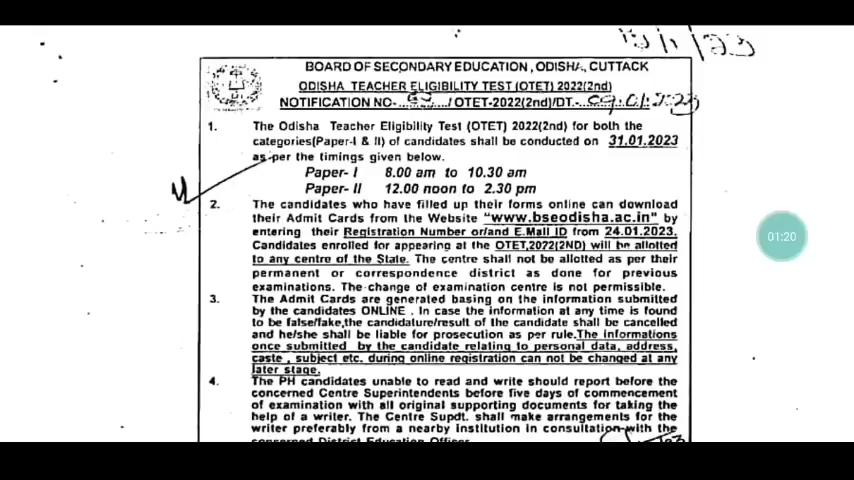 BOARD OF SECONDARY EDUCATION, ODISHA, CUTTACK
ODISHA TEACHER ELIGIBILITY TEST (OTET) 2022(2nd)
NOTIFICATION NO- / OTET-2022(2nd)/DT. 09.01.2023
1. The Odisha Teacher Eligibility Test (OTET) 2022(2nd) for both the
categories(Paper-I & II) of candidates shall be conducted on 31.01.2023
as per the timings given below.
Paper- I 8.00 am to 10.30 am
Paper- II 12.00 noon to 2.30 pm
2. The candidates who have filled up their forms online can download
their Admit Cards from the Website "www.bseodisha.ac.in" by
entering their Registration Number or/and E.Mail ID from 24.01.2023.
Candidates enrolled for appearing at the OTET,2022(2ND) will be allotted
to any centre of the State. The centre shall not be allotted as per their
permanent or correspondence district as done for previous
examinations. The change of examination centre is not permissible.
3. The Admit Cards are generated basing on the information submitted
by the candidates ONLINE . In case the information at any time is found
to be false/fake,the candidature/result of the candidate shall be cancelled
and he/she shall be liable for prosecution as per rule.The informations
once submitted by the candidate relating to personal data, address,
caste , subject etc. during online registration can not be changed at any
later stage.
4. The PH candidates unable to read and write should report before the
concerned Centre Superintendents before five days of commencement
of examination with all original supporting documents for taking the
help of a writer. The Centre Supdt. shall make arrangements for the
writer preferably from a nearby institution in consultation with the
concerned District Education Officer
01:20